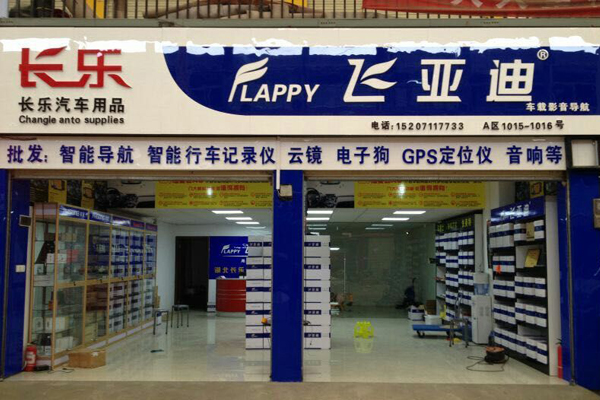 长乐
长乐汽车用品
Changle anto supplies
FLAPPY 飞亚迪®
车载影音导航
电话:15207117733 A区1015~1016号
批发: 智能导航 智能行车记录仪 云镜 电子狗 GPS定位仪 音响等
FLAPPY